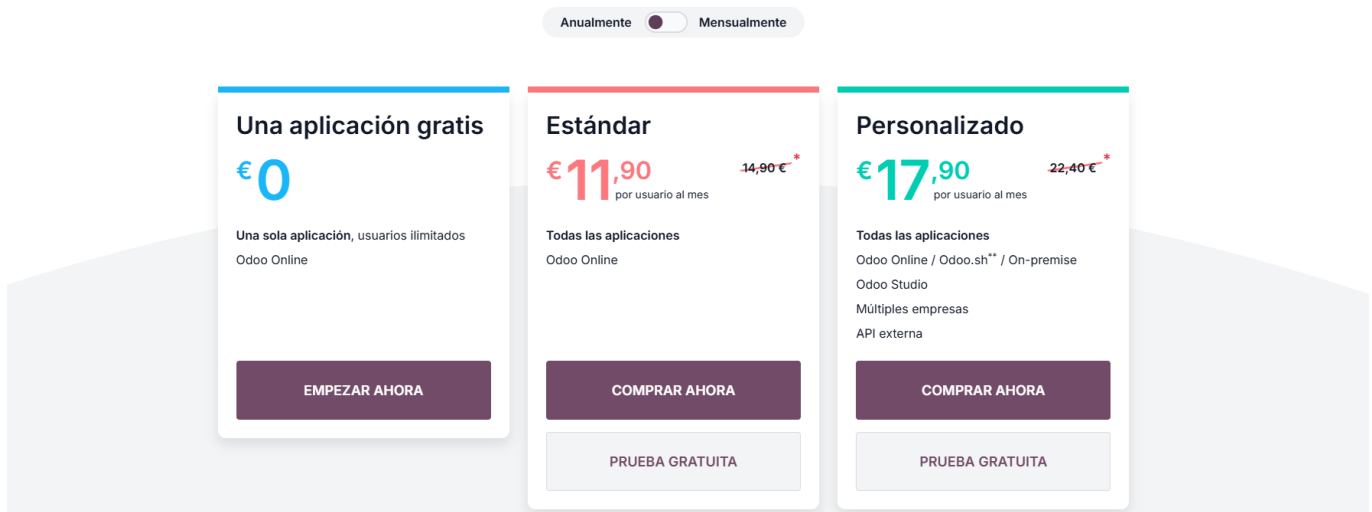 Anualmente Mensualmente
Una aplicación gratis
€ 0
Una sola aplicación, usuarios ilimitados
Odoo Online
EMPEZAR AHORA
Estándar
€ 11,90 14,90 € *
por usuario al mes
Todas las aplicaciones
Odoo Online
COMPRAR AHORA
PRUEBA GRATUITA
Personalizado
€ 17,90 22,40 € *
por usuario al mes
Todas las aplicaciones
Odoo Online / Odoo.sh** / On-premise
Odoo Studio
Múltiples empresas
API externa
COMPRAR AHORA
PRUEBA GRATUITA